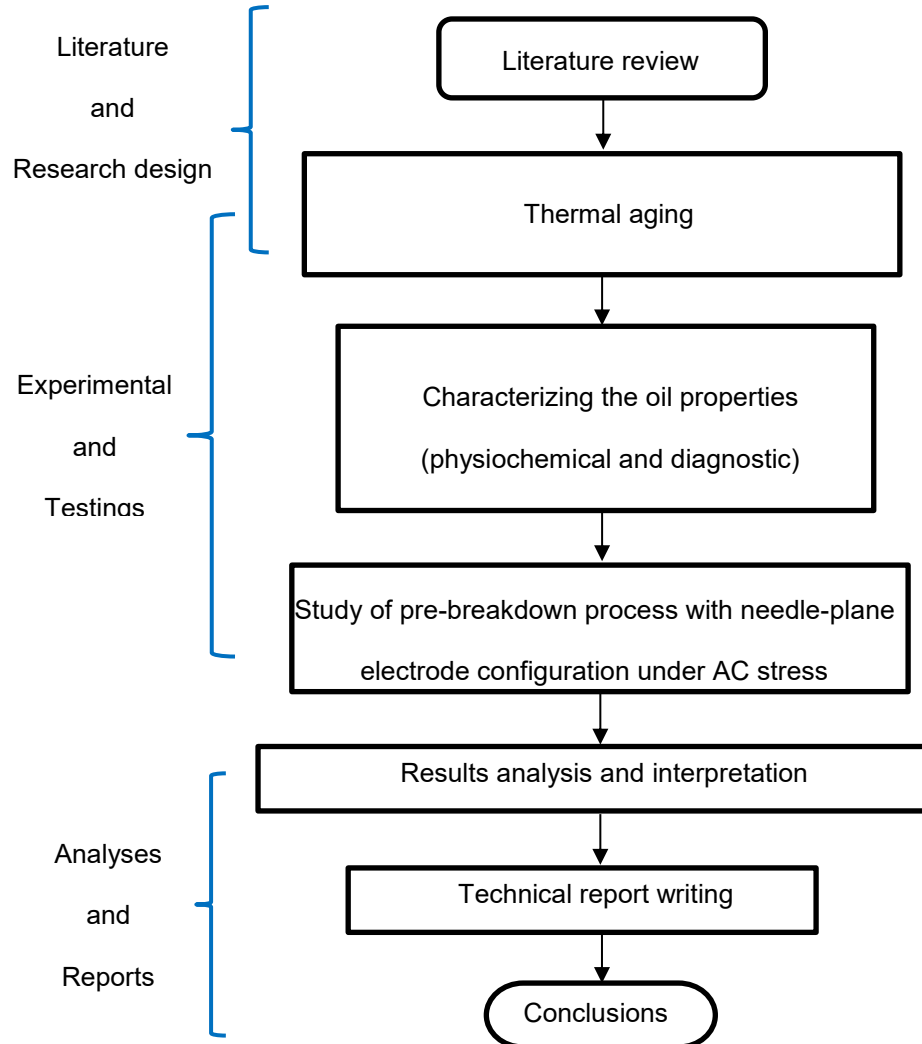 Literature
and
Research design
Literature review
Thermal aging
Experimental
and
Testings
Characterizing the oil properties
(physiochemical and diagnostic)
Study of pre-breakdown process with needle-plane
electrode configuration under AC stress
Analyses
and
Reports
Results analysis and interpretation
Technical report writing
Conclusions